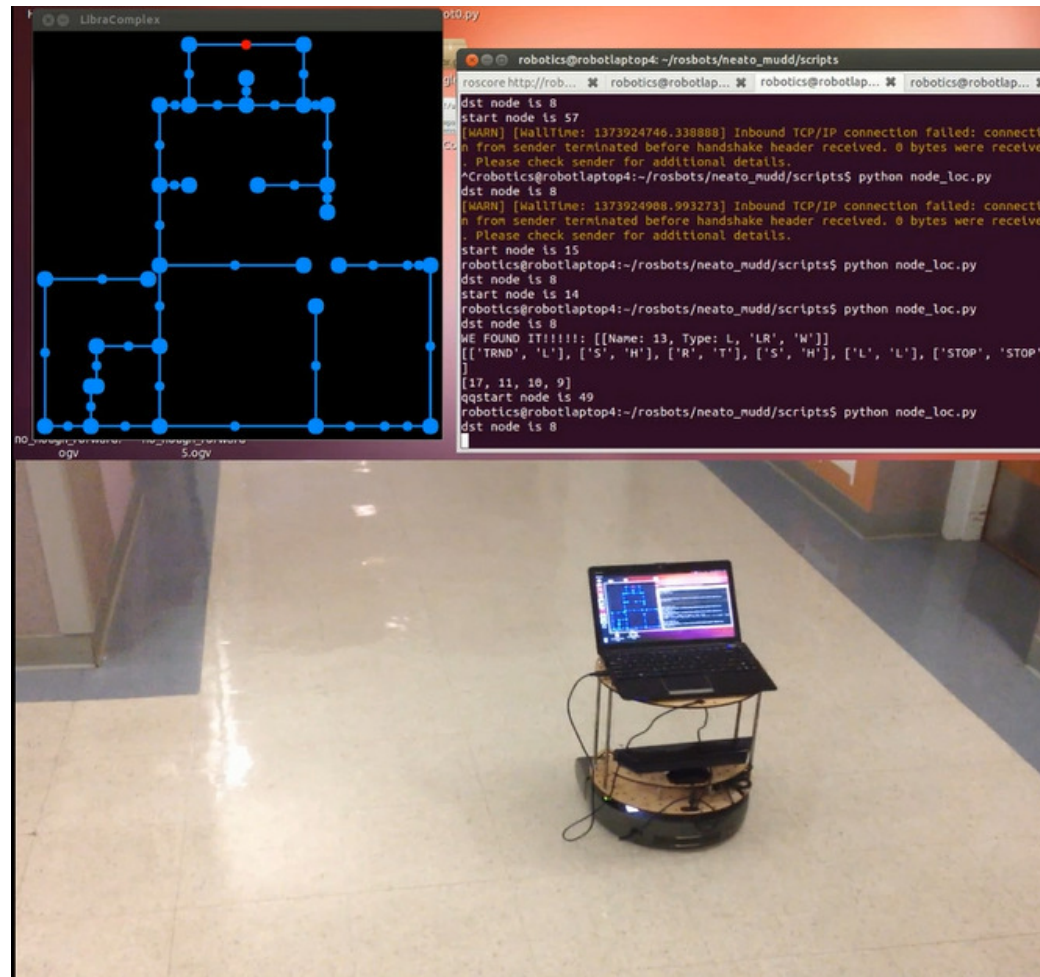 LibraComplex
ot0.py
robotics@robotlaptop4: ~/rosbots/neato_mudd/scripts
roscore http://rob... robotics@robotlap... robotics@robotlap... robotics@robotlap...
dst node is 8
start node is 57
[WARN] [WallTime: 1373924746.338888] Inbound TCP/IP connection failed: connecti
n from sender terminated before handshake header received. 0 bytes were receive
. Please check sender for additional details.
^Crobotics@robotlaptop4:~/rosbots/neato_mudd/scripts$ python node_loc.py
dst node is 8
[WARN] [WallTime: 1373924908.993273] Inbound TCP/IP connection failed: connecti
n from sender terminated before handshake header received. 0 bytes were receive
. Please check sender for additional details.
start node is 15
robotics@robotlaptop4:~/rosbots/neato_mudd/scripts$ python node_loc.py
dst node is 8
start node is 14
robotics@robotlaptop4:~/rosbots/neato_mudd/scripts$ python node_loc.py
dst node is 8
WE FOUND IT!!!!!: [[Name: 13, Type: L, 'LR', 'W']]
[['TRND', 'L'], ['S', 'H'], ['R', 'T'], ['S', 'H'], ['L', 'L'], ['STOP', 'STOP'
]
[17, 11, 10, 9]
qqstart node is 49
robotics@robotlaptop4:~/rosbots/neato_mudd/scripts$ python node_loc.py
dst node is 8
ogv
5.ogv